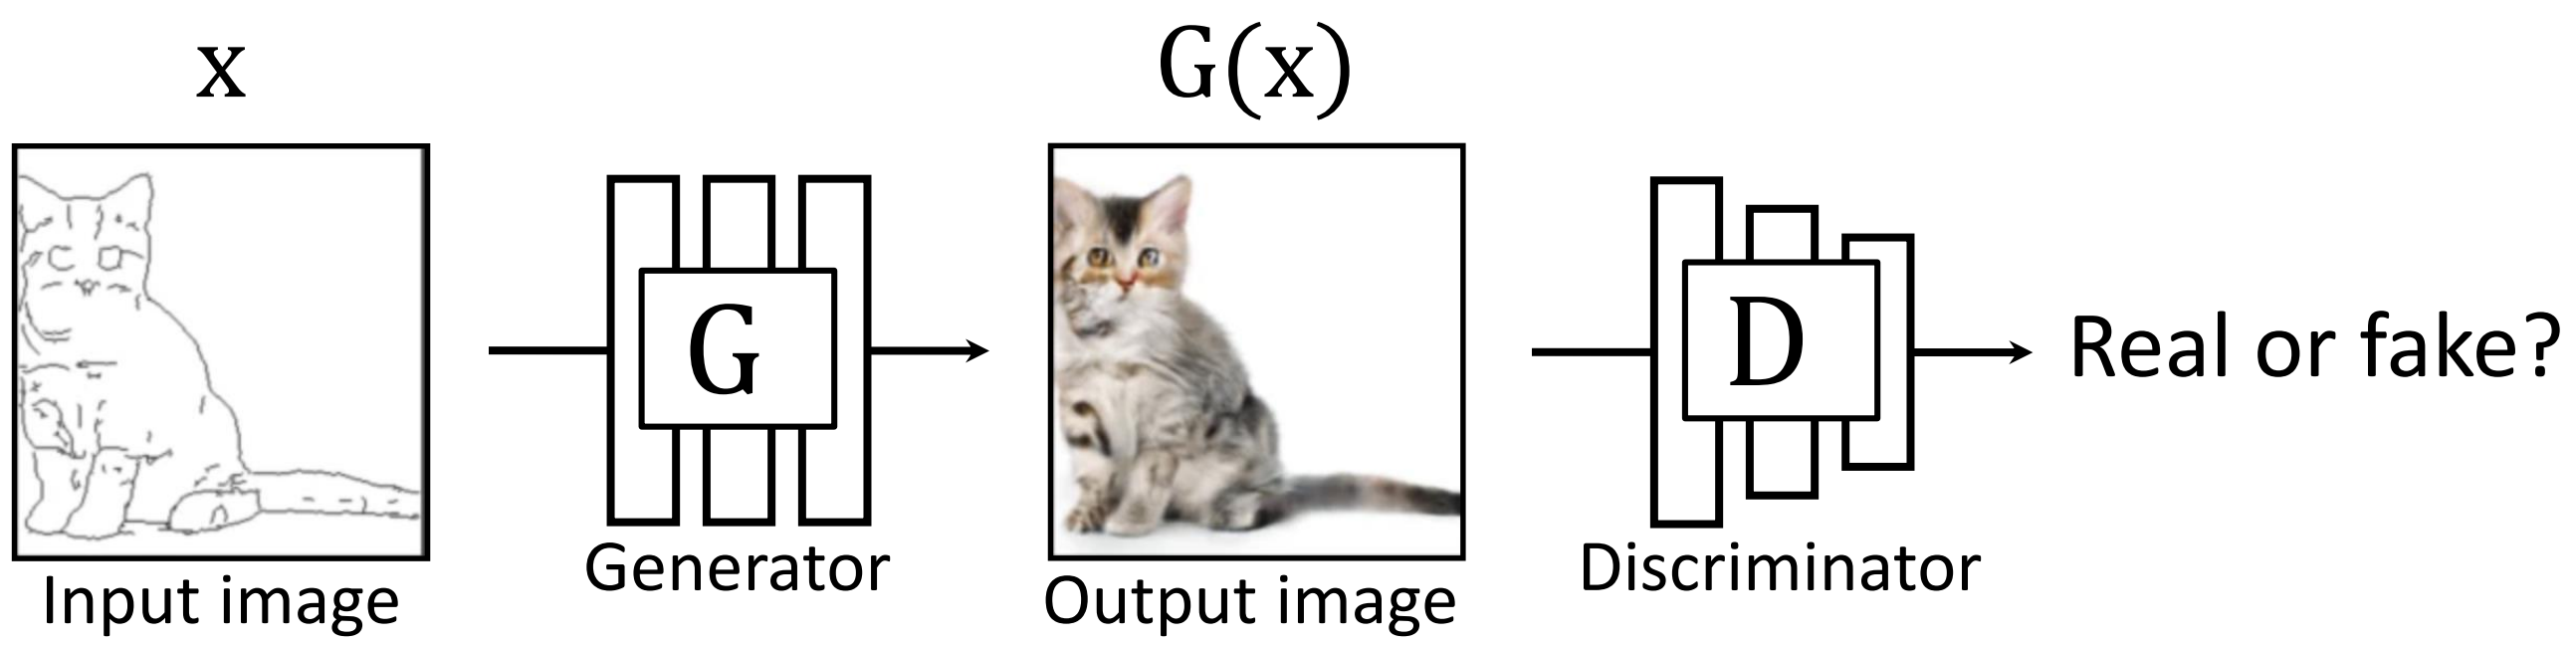 x
G(x)
G
D
Real or fake?
Input image
Generator
Output image
Discriminator